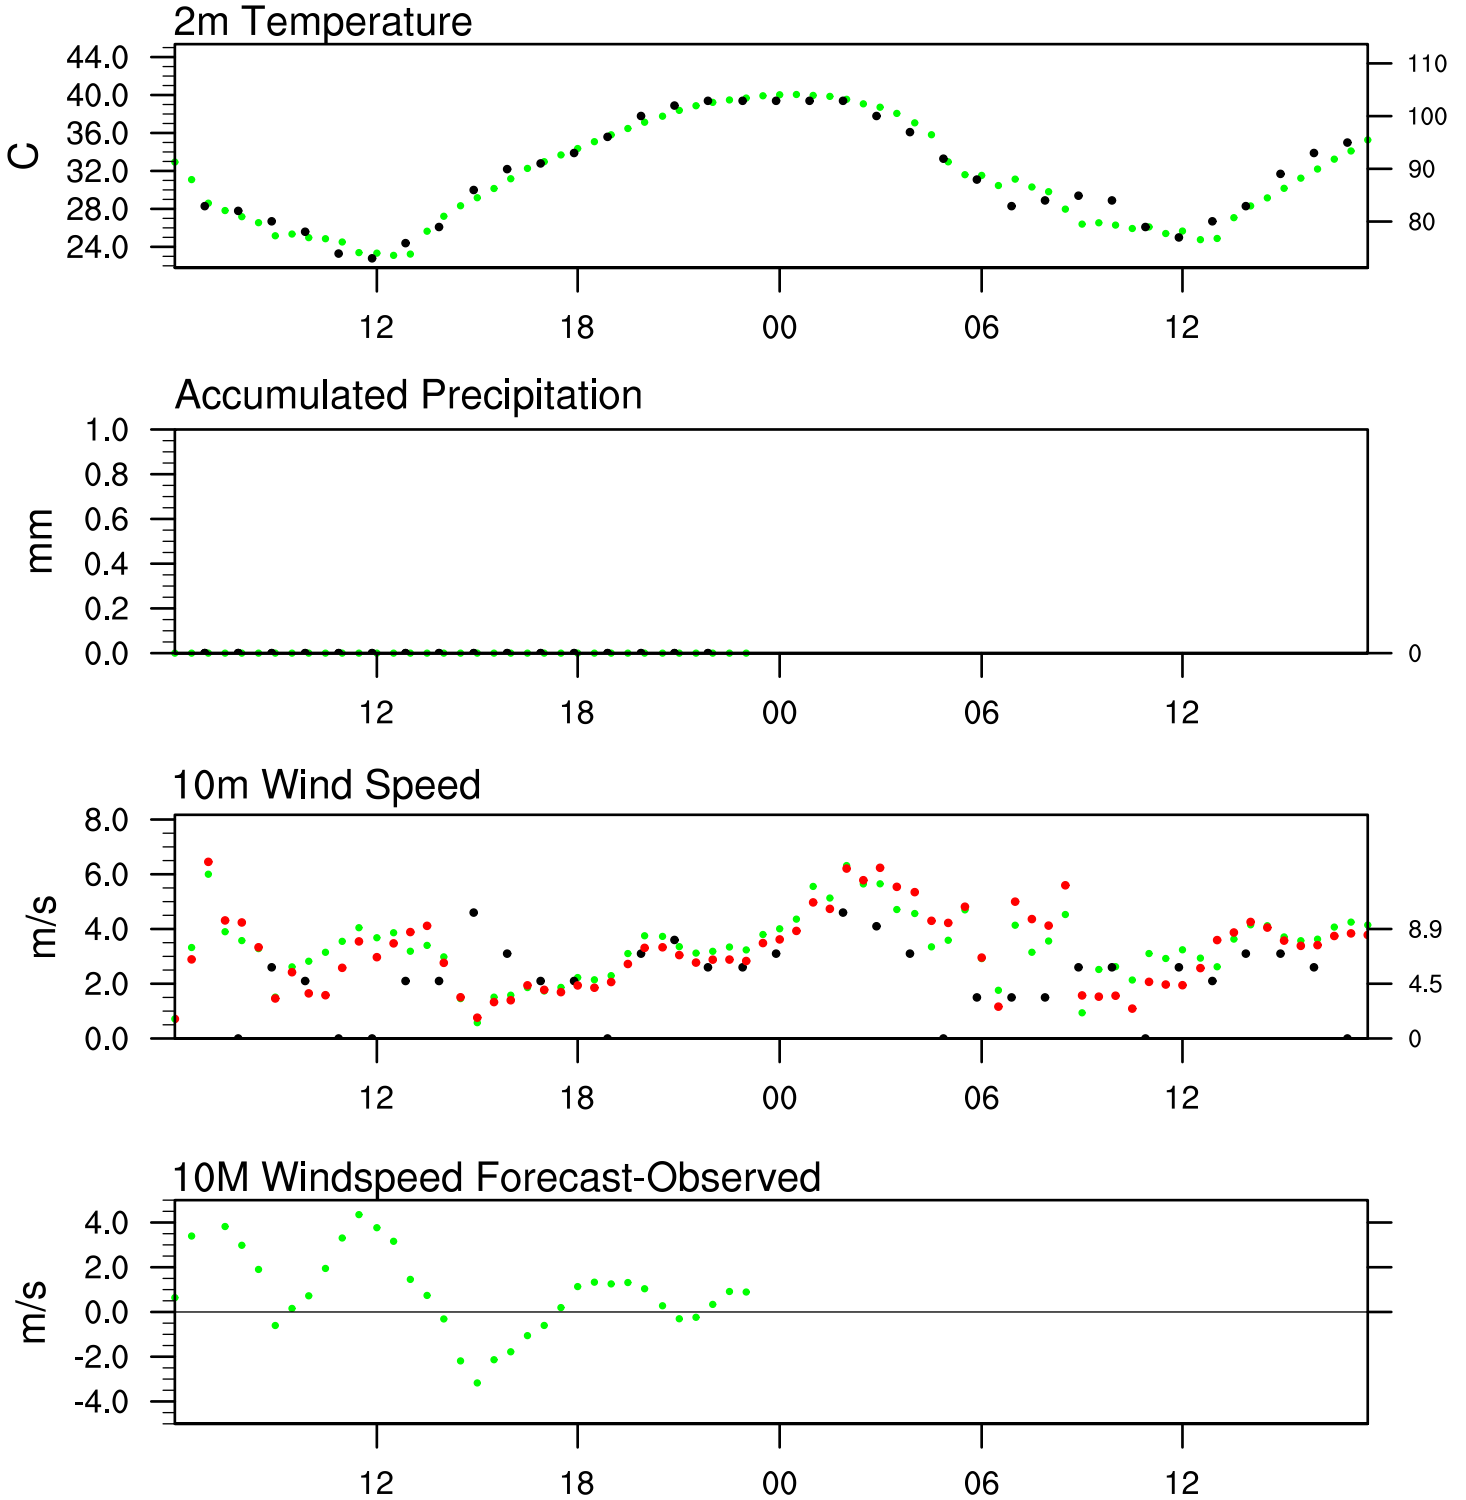 2m Temperature
44.0 110
40.0 100
36.0
C
32.0 90
28.0 80
24.0
12 18 00 06 12
Accumulated Precipitation
1.0
0.8
0.6
mm
0.4
0.2
0.0 0
12 18 00 06 12
10m Wind Speed
8.0
6.0
m/s
4.0 8.9
2.0 4.5
0.0 0
12 18 00 06 12
10M Windspeed Forecast-Observed
4.0
2.0
m/s
0.0
-2.0
-4.0
12 18 00 06 12